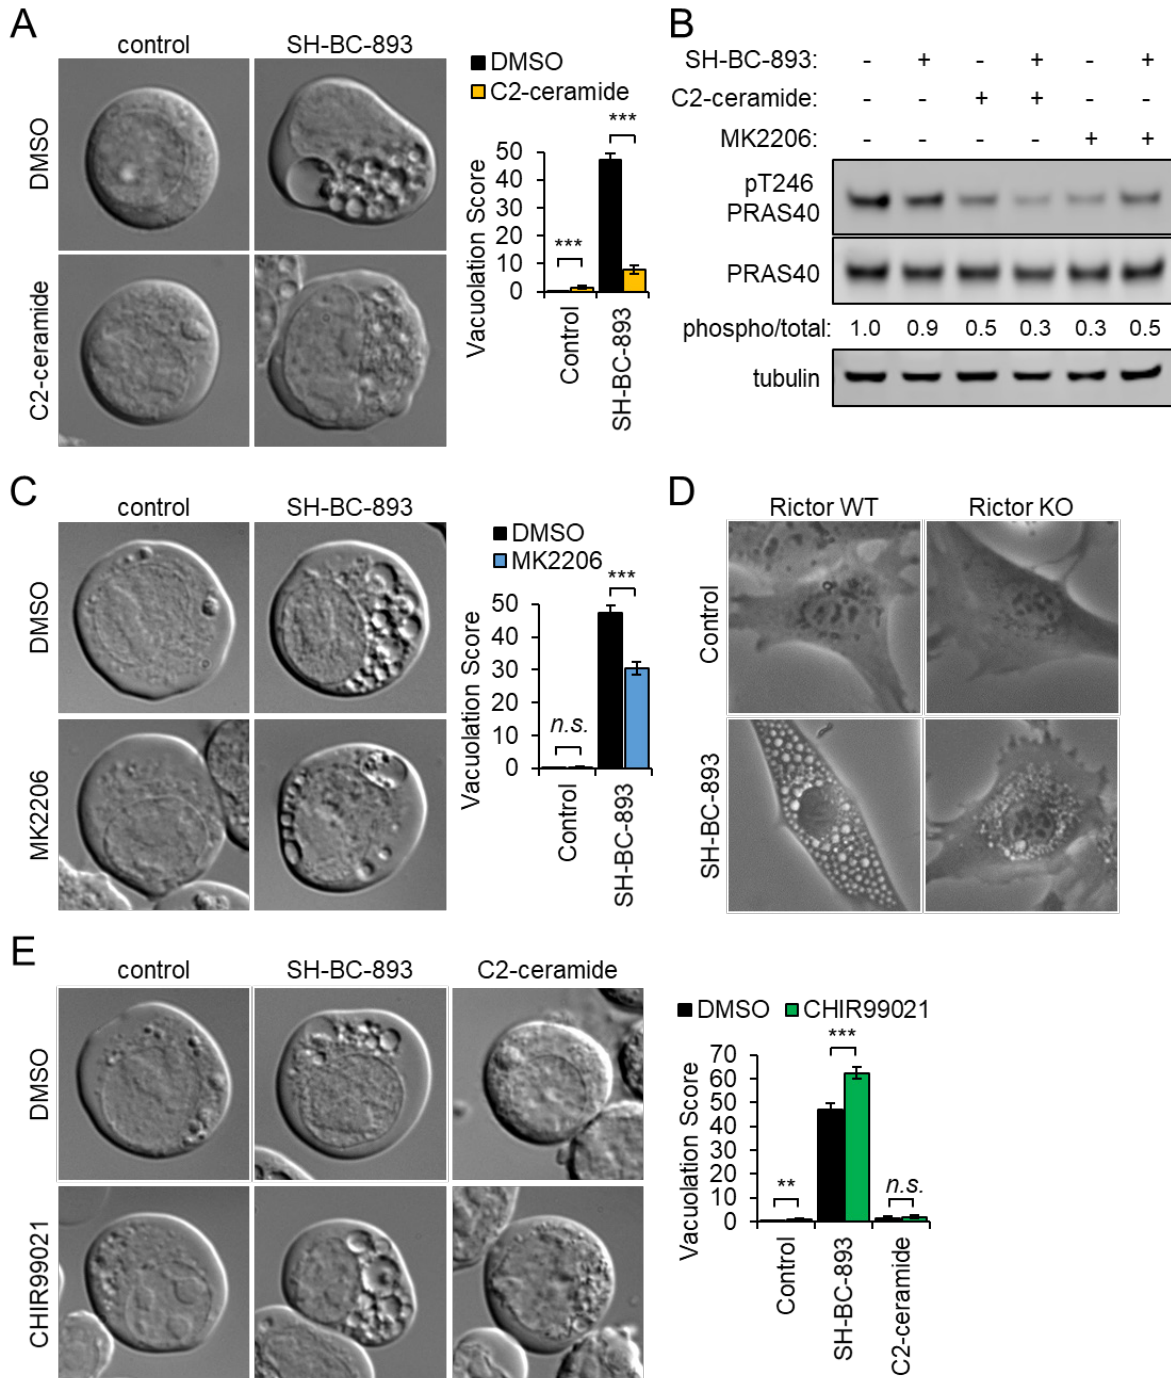 A
control SH-BC-893
DMSO
C2-ceramide
DMSO
C2-ceramide
***
***
Vacuolation Score
50
40
30
20
10
0
Control
SH-BC-893
B
SH-BC-893: - + - + - +
C2-ceramide: - - + + - -
MK2206: - - - - + +
pT246
PRAS40
PRAS40
phospho/total: 1.0 0.9 0.5 0.3 0.3 0.5
tubulin
C
control SH-BC-893
DMSO
MK2206
DMSO
MK2206
***
n.s.
Vacuolation Score
50
40
30
20
10
0
Control
SH-BC-893
D
Rictor WT Rictor KO
Control
SH-BC-893
E
control SH-BC-893 C2-ceramide
DMSO
CHIR99021
DMSO CHIR99021
***
**
n.s.
Vacuolation Score
70
60
50
40
30
20
10
0
Control
SH-BC-893
C2-ceramide